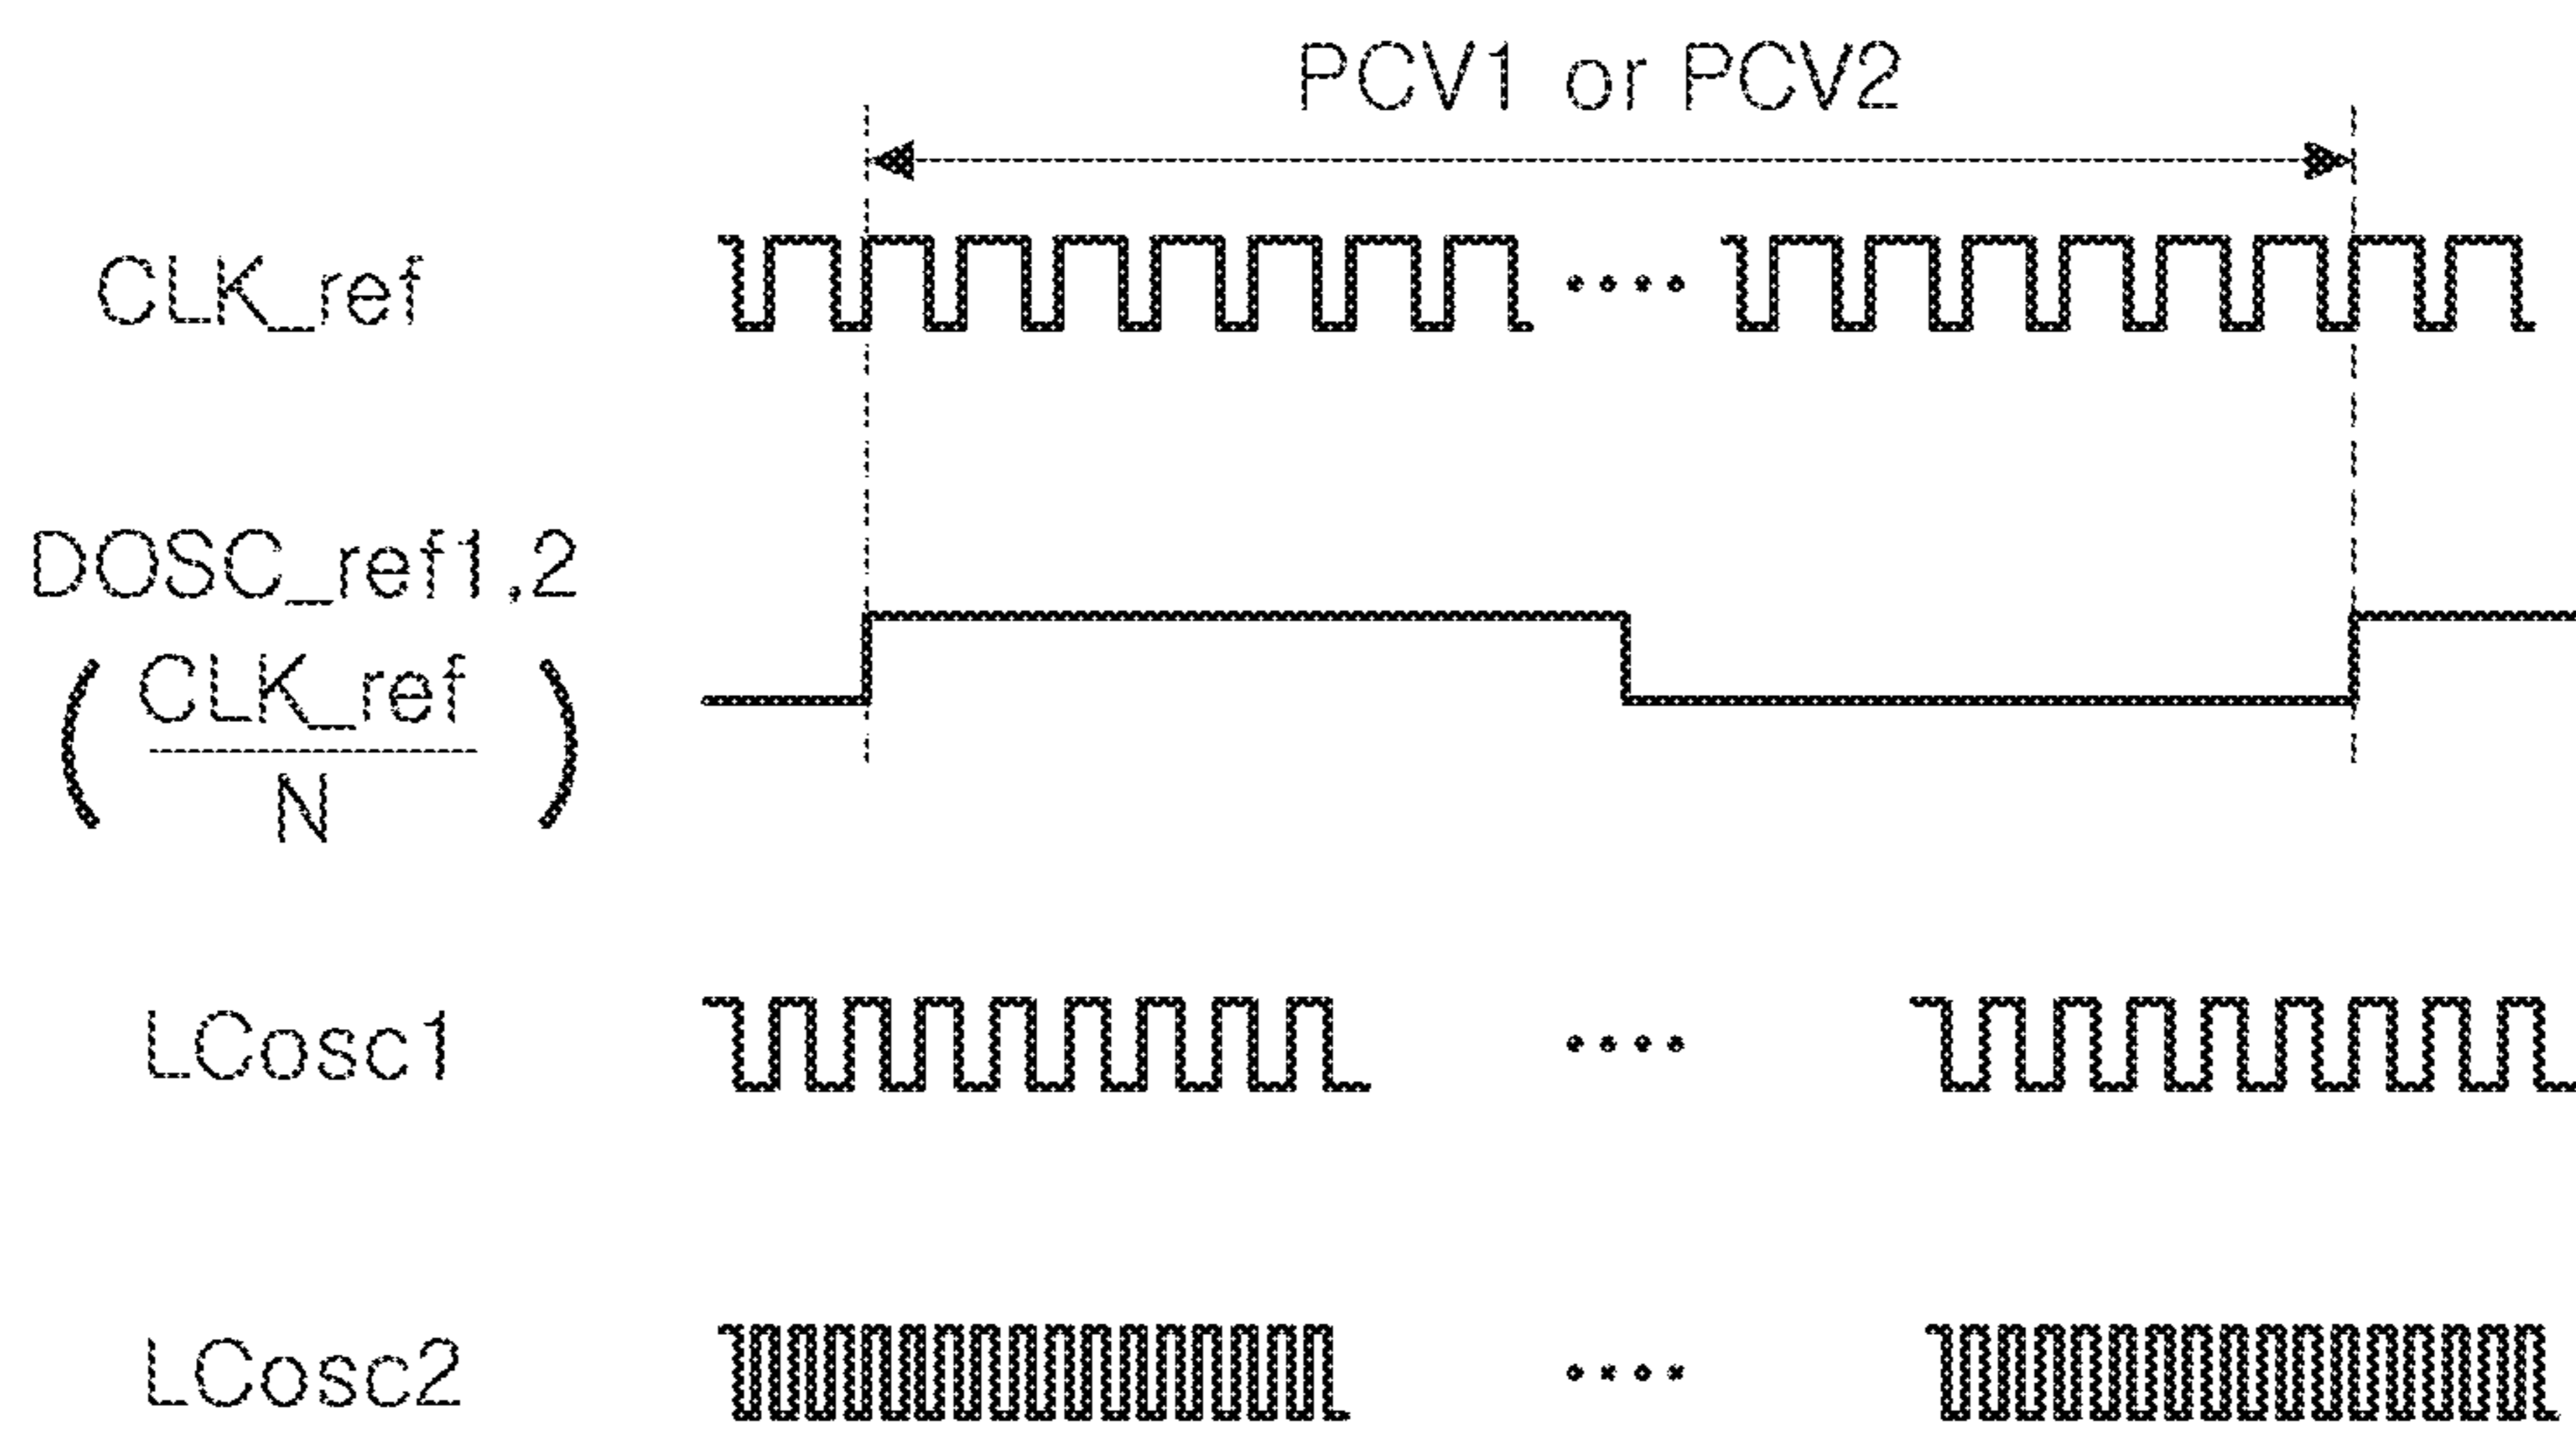 PCV1 or PCV2
CLK_ref
DOSC_ref1,2
( CLK_ref
N )
LCosc1
LCosc2